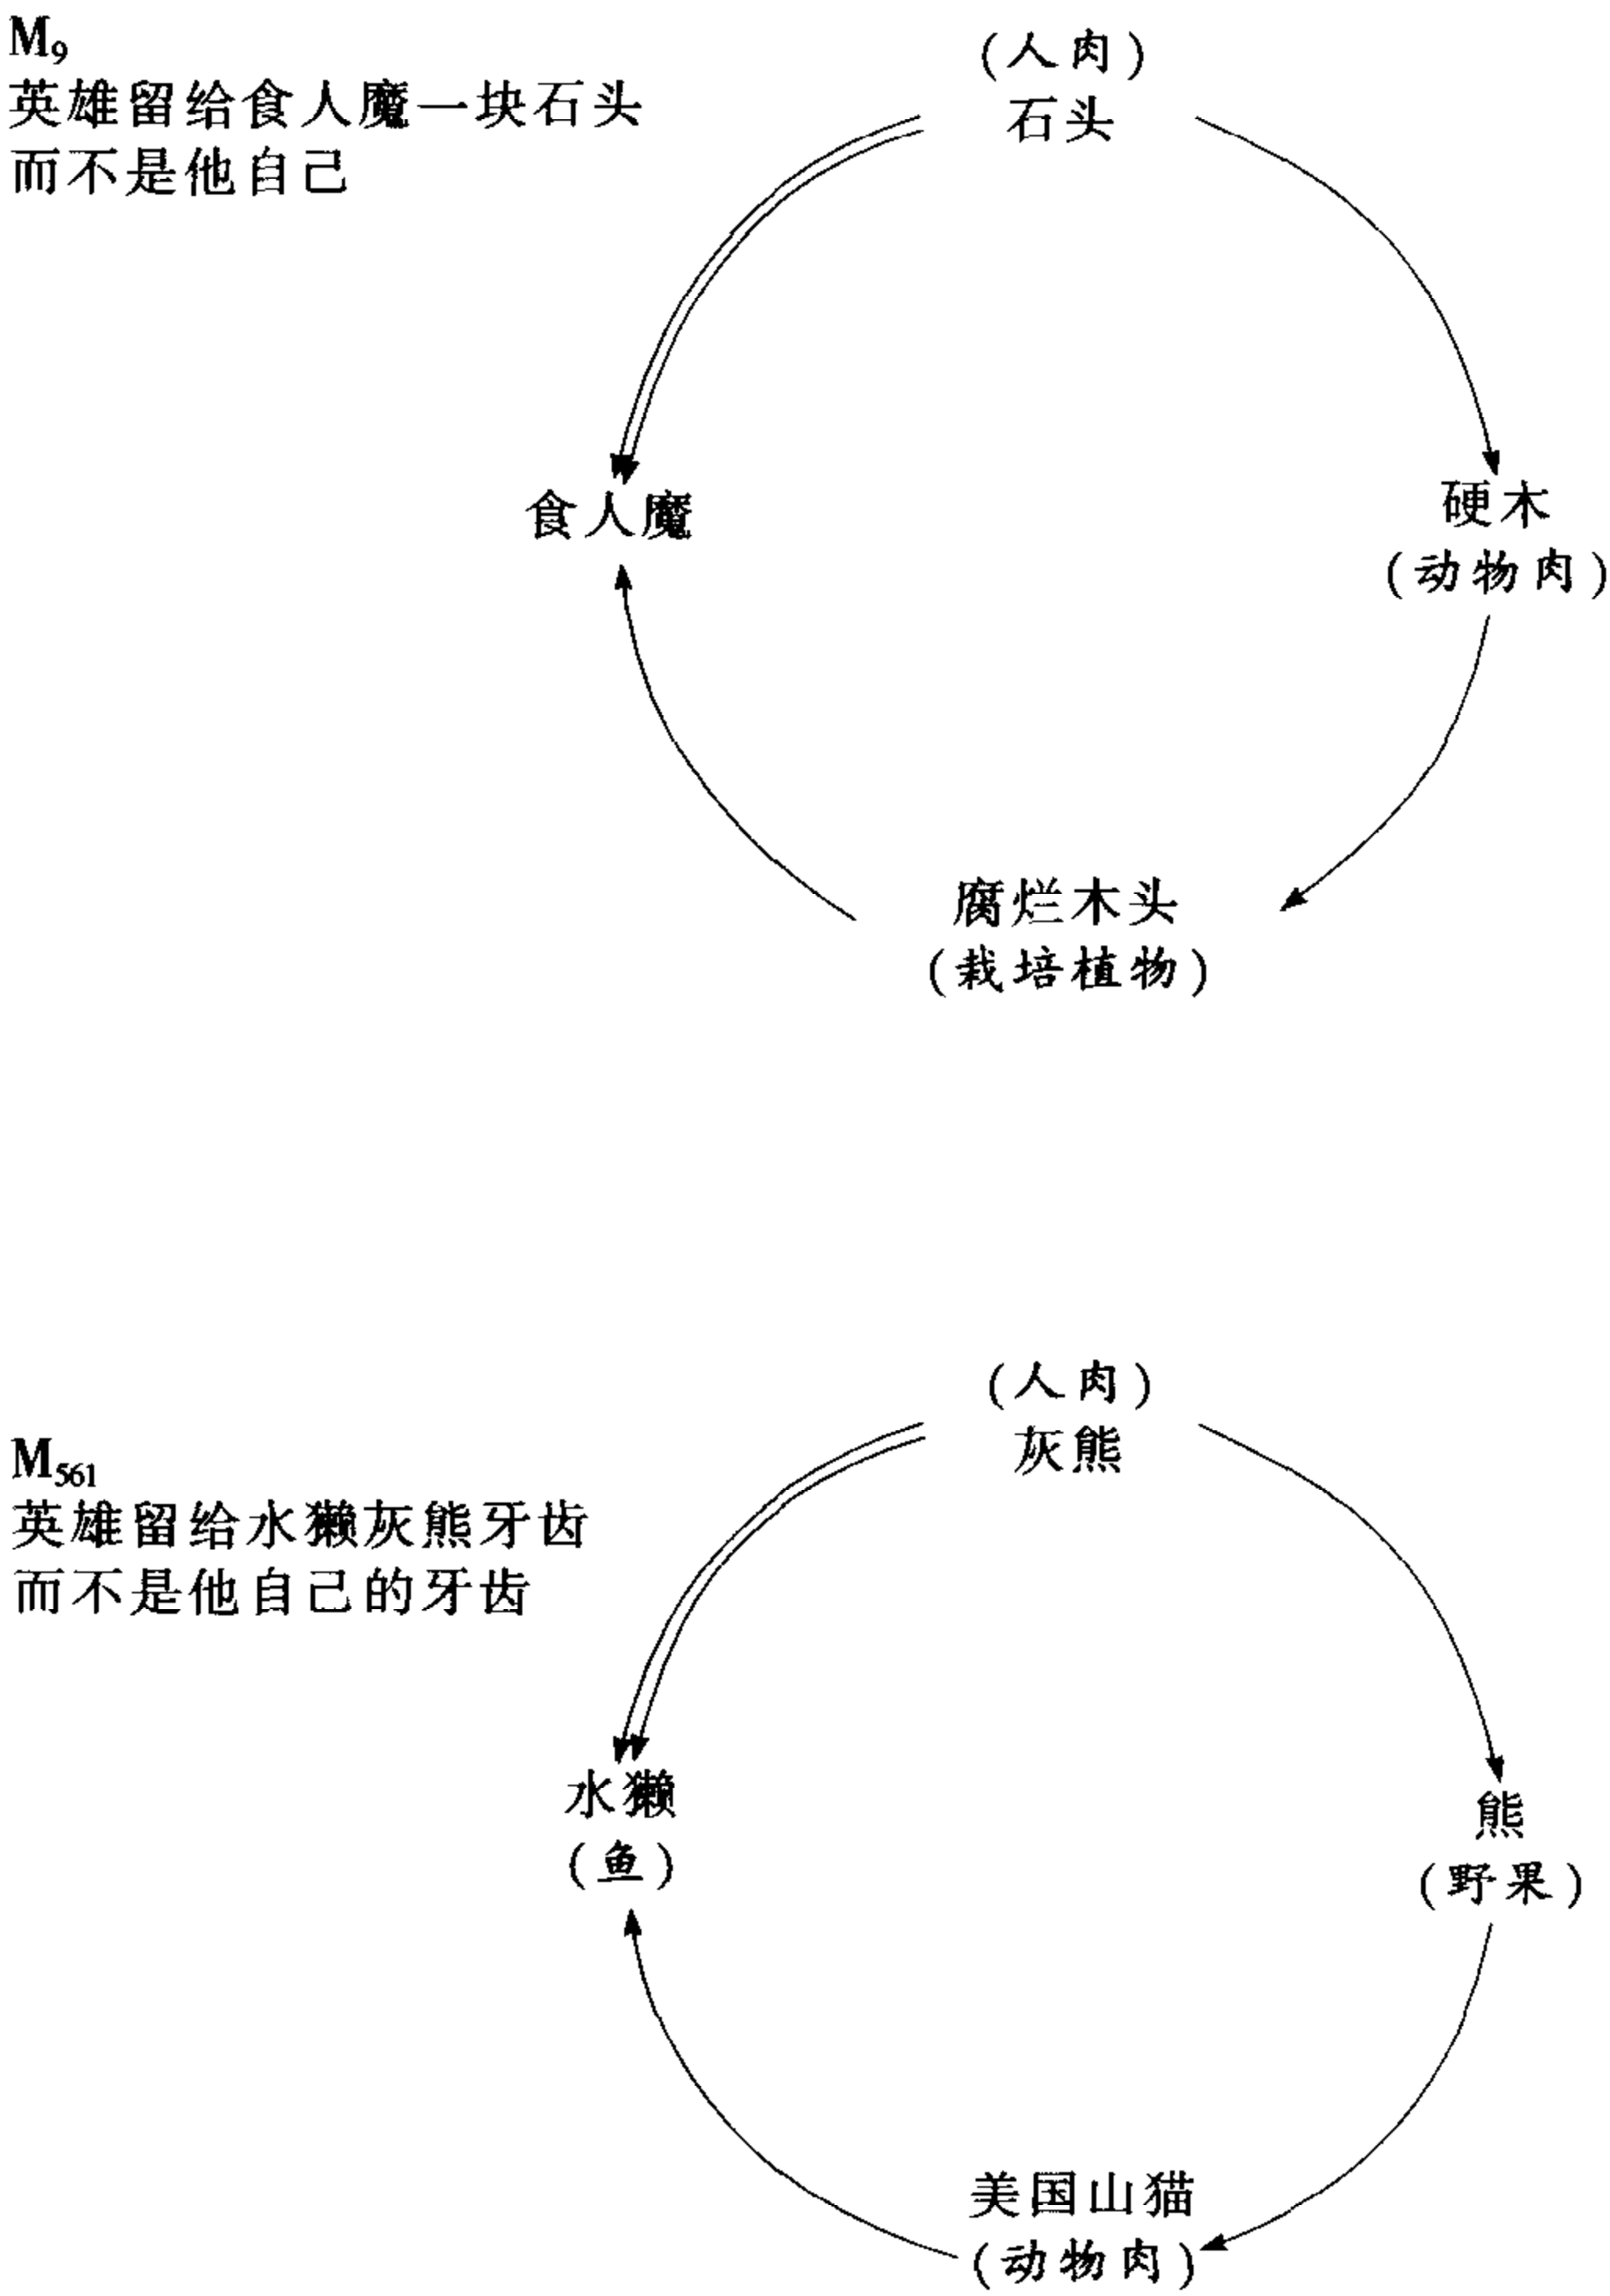 M₉
英雄留给食人魔一块石头
而不是他自己
(人肉)
石头
食人魔
硬木
(动物肉)
腐烂木头
(栽培植物)
(人肉)
灰熊
M₅₆₁
英雄留给水獭灰熊牙齿
而不是他自己的牙齿
水獭
(鱼)
熊
(野果)
美国山猫
(动物肉)